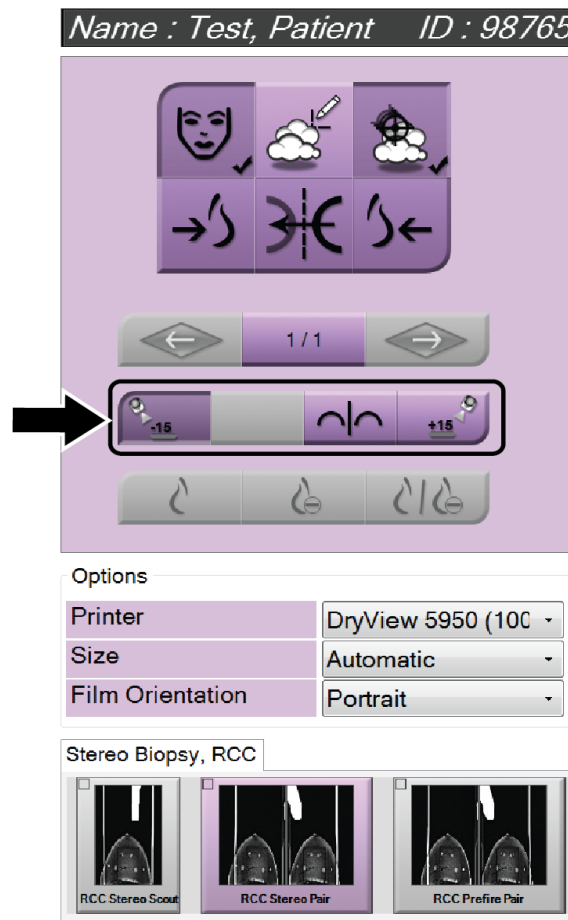 Name : Test, Patient ID : 98765
1 / 1
-15 +15
Options
Printer DryView 5950 (100
Size Automatic
Film Orientation Portrait
Stereo Biopsy, RCC
RCC Stereo Scout RCC Stereo Pair RCC Prefire Pair